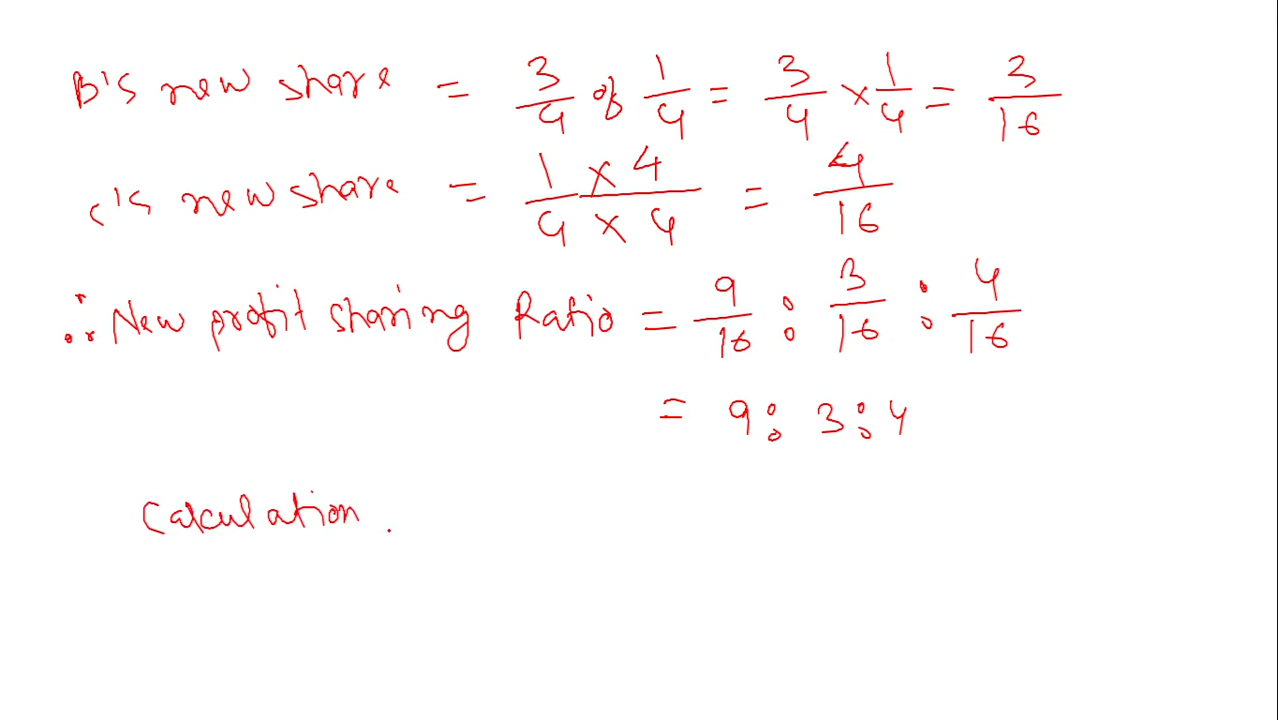 B's new share = 3/4 of 1/4 = 3/4 × 1/4 = 3/16
C's new share = 1 × 4 / 4 × 4 = 4/16
∴ New profit sharing Ratio = 9/16 : 3/16 : 4/16
= 9 : 3 : 4
Calculation .